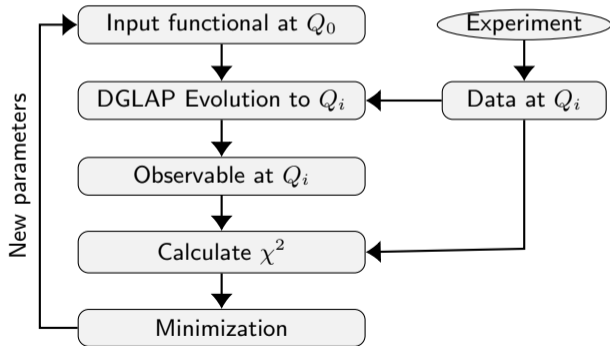 Input functional at Q₀
Experiment
DGLAP Evolution to Qᵢ
Data at Qᵢ
Observable at Qᵢ
New parameters
Calculate χ²
Minimization